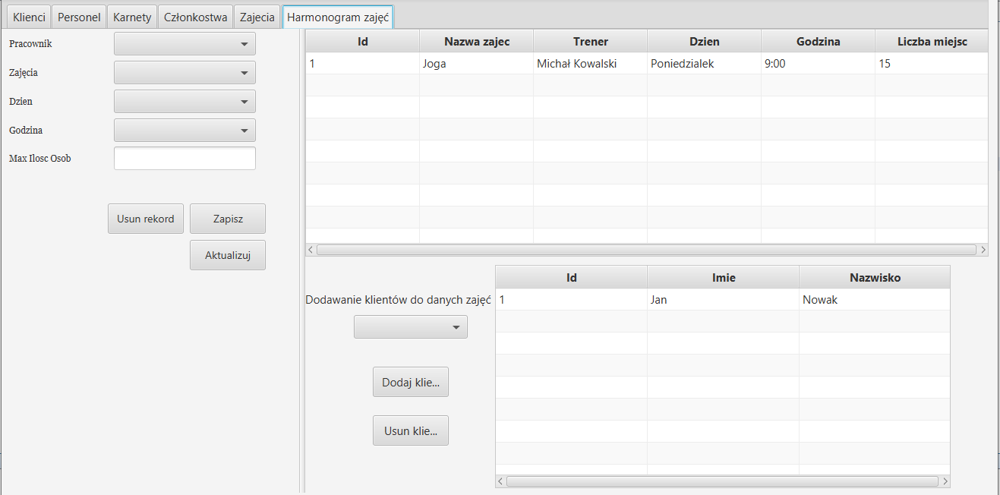 Klienci Personel Karnety Członkostwa Zajecia Harmonogram zajęć
Pracownik
Zajęcia
Dzien
Godzina
Max Ilosc Osob
Usun rekord Zapisz
Aktualizuj
Id Nazwa zajec Trener Dzien Godzina Liczba miejsc
1 Joga Michał Kowalski Poniedzialek 9:00 15
Dodawanie klientów do danych zajęć
Dodaj klie...
Usun klie...
Id Imie Nazwisko
1 Jan Nowak